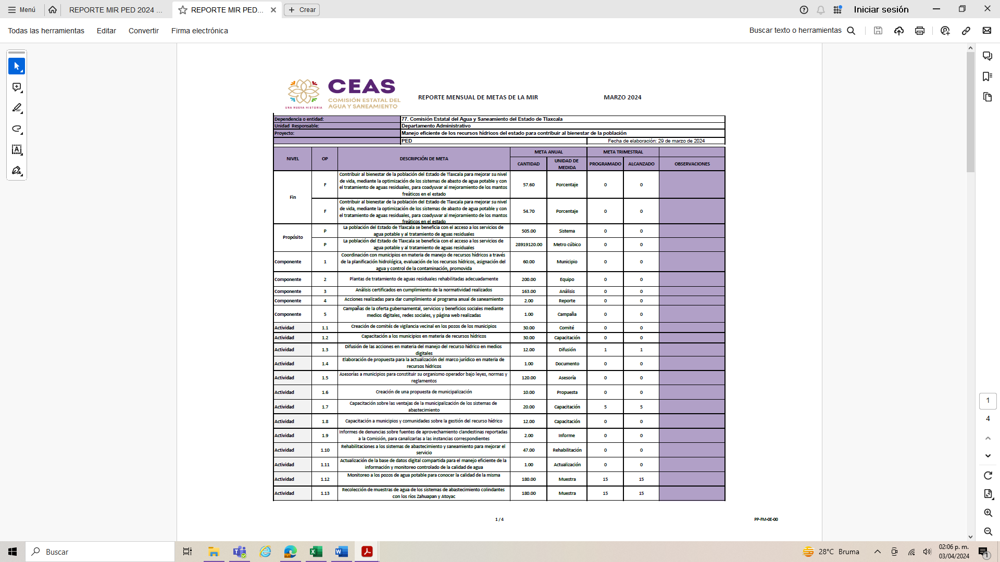 Menú
REPORTE MIR PED 2024 ...
REPORTE MIR PED...
Crear
Iniciar sesión
Todas las herramientas
Editar
Convertir
Firma electrónica
Buscar texto o herramientas
CEAS
COMISIÓN ESTATAL DEL
AGUA Y SANEAMIENTO
UNA NUEVA HISTORIA
REPORTE MENSUAL DE METAS DE LA MIR
MARZO 2024
Dependencia o entidad: 77. Comisión Estatal del Agua y Saneamiento del Estado de Tlaxcala
Unidad Responsable: Departamento Administrativo
Proyecto: Manejo eficiente de los recursos hídricos del estado para contribuir al bienestar de la población
PED Fecha de elaboración: 29 de marzo de 2024
NIVEL OP DESCRIPCIÓN DE META META ANUAL META TRIMESTRAL
CANTIDAD UNIDAD DE MEDIDA PROGRAMADO ALCANZADO OBSERVACIONES
Fin
F Contribuir al bienestar de la población del Estado de Tlaxcala para mejorar su nivel
de vida, mediante la optimización de los sistemas de abasto de agua potable y con
el tratamiento de aguas residuales, para coadyuvar al mejoramiento de los mantos
freáticos en el estado 57.60 Porcentaje 0 0
F Contribuir al bienestar de la población del Estado de Tlaxcala para mejorar su nivel
de vida, mediante la optimización de los sistemas de abasto de agua potable y con
el tratamiento de aguas residuales, para coadyuvar al mejoramiento de los mantos
freáticos en el estado 54.70 Porcentaje 0 0
Propósito
P La población del Estado de Tlaxcala se beneficia con el acceso a los servicios de
agua potable y al tratamiento de aguas residuales 505.00 Sistema 0 0
P La población del Estado de Tlaxcala se beneficia con el acceso a los servicios de
agua potable y al tratamiento de aguas residuales 28919120.00 Metro cúbico 0 0
Componente 1 Coordinación con municipios en materia de manejo de recursos hídricos a través
de la planificación hidrológica, evaluación de los recursos hídricos, asignación del
agua y control de la contaminación, promovida 60.00 Municipio 0 0
Componente 2 Plantas de tratamiento de aguas residuales rehabilitadas adecuadamente 200.00 Equipo 0 0
Componente 3 Análisis certificados en cumplimiento de la normatividad realizados 163.00 Análisis 0 0
Componente 4 Acciones realizadas para dar cumplimiento al programa anual de saneamiento 2.00 Reporte 0 0
Componente 5 Campañas de la oferta gubernamental, servicios y beneficios sociales mediante
medios digitales, redes sociales, y página web realizadas 1.00 Campaña 0 0
Actividad 1.1 Creación de comités de vigilancia vecinal en los pozos de los municipios 30.00 Comité 0 0
Actividad 1.2 Capacitación a los municipios en materia de recursos hídricos 30.00 Capacitación 0 0
Actividad 1.3 Difusión de las acciones en materia del manejo del recurso hídrico en medios
digitales 12.00 Difusión 1 1
Actividad 1.4 Elaboración de propuesta para la actualización del marco jurídico en materia de
recursos hídricos 1.00 Documento 0 0
Actividad 1.5 Asesorías a municipios para constituir su organismo operador bajo leyes, normas y
reglamentos 120.00 Asesoría 0 0
Actividad 1.6 Creación de una propuesta de municipalización 10.00 Propuesta 0 0
Actividad 1.7 Capacitación sobre las ventajas de la municipalización de los sistemas de
abastecimiento 20.00 Capacitación 5 5
Actividad 1.8 Capacitación a municipios y comunidades sobre la gestión del recurso hídrico 12.00 Capacitación 0 0
Actividad 1.9 Informes de denuncias sobre fuentes de aprovechamiento clandestinas reportadas
a la Comisión, para canalizarlas a las instancias correspondientes 2.00 Informe 0 0
Actividad 1.10 Rehabilitaciones a los sistemas de abastecimiento y saneamiento para mejorar el
servicio 47.00 Rehabilitación 0 0
Actividad 1.11 Actualización de la base de datos digital compartida para el manejo eficiente de la
información y monitoreo controlado de la calidad de agua 1.00 Actualización 0 0
Actividad 1.12 Monitoreo a los pozos de agua potable para conocer la calidad de la misma 180.00 Muestra 15 15
Actividad 1.13 Recolección de muestras de agua de los sistemas de abastecimiento colindantes
con los ríos Zahuapan y Atoyac 180.00 Muestra 15 15
1 / 4
PP-FM-0E-00
1
4
Buscar
28°C Bruma
02:06 p. m.
03/04/2024
1